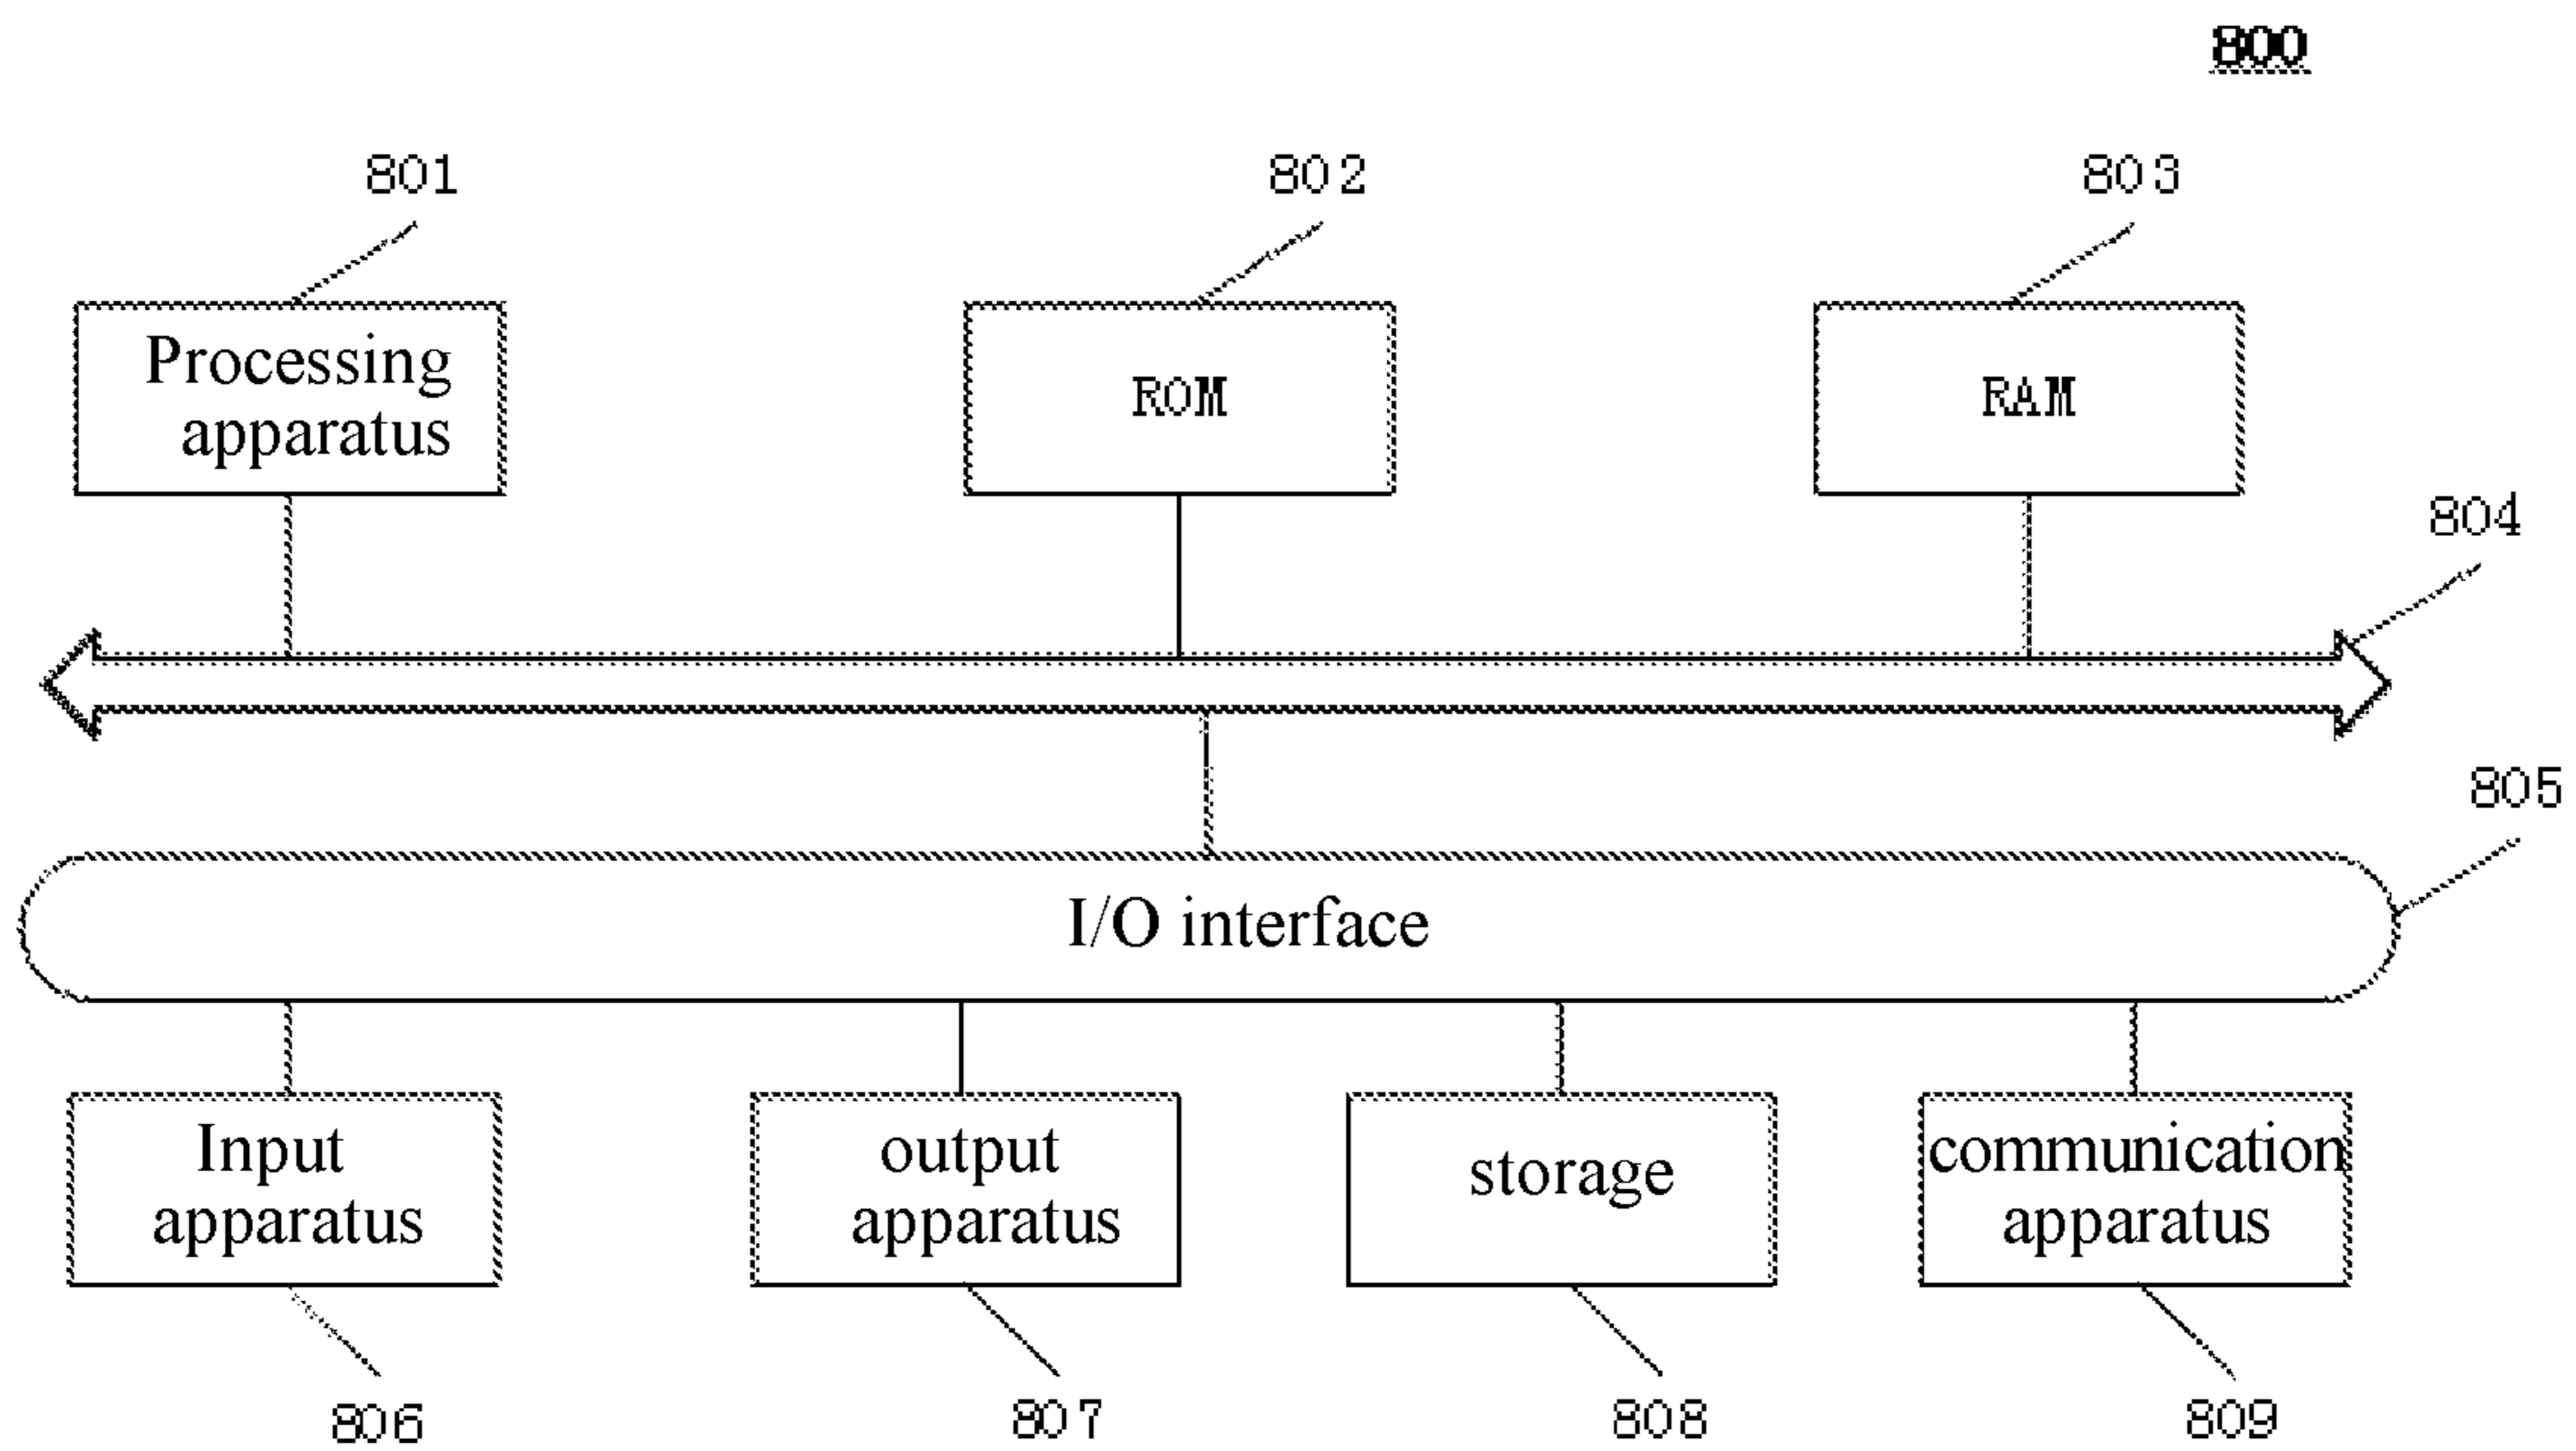 800
801
802
803
Processing
apparatus
ROM
RAM
804
805
I/O interface
Input
apparatus
output
apparatus
storage
communication
apparatus
806
807
808
809